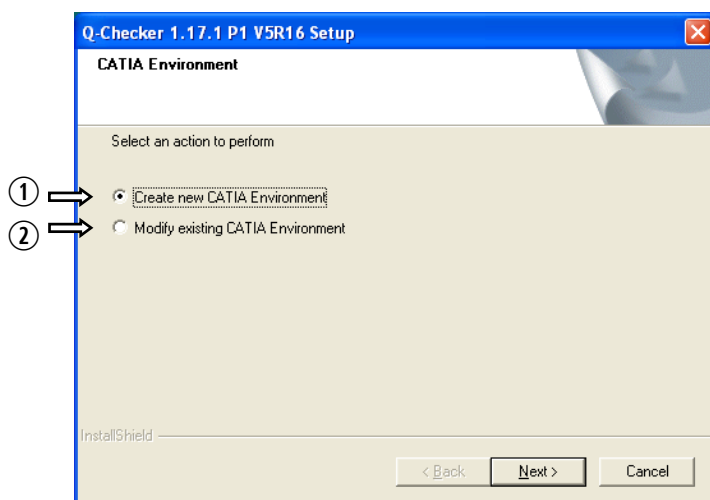 Q-Checker 1.17.1 P1 V5R16 Setup
CATIA Environment
Select an action to perform
① Create new CATIA Environment
② Modify existing CATIA Environment
InstallShield
< Back Next > Cancel